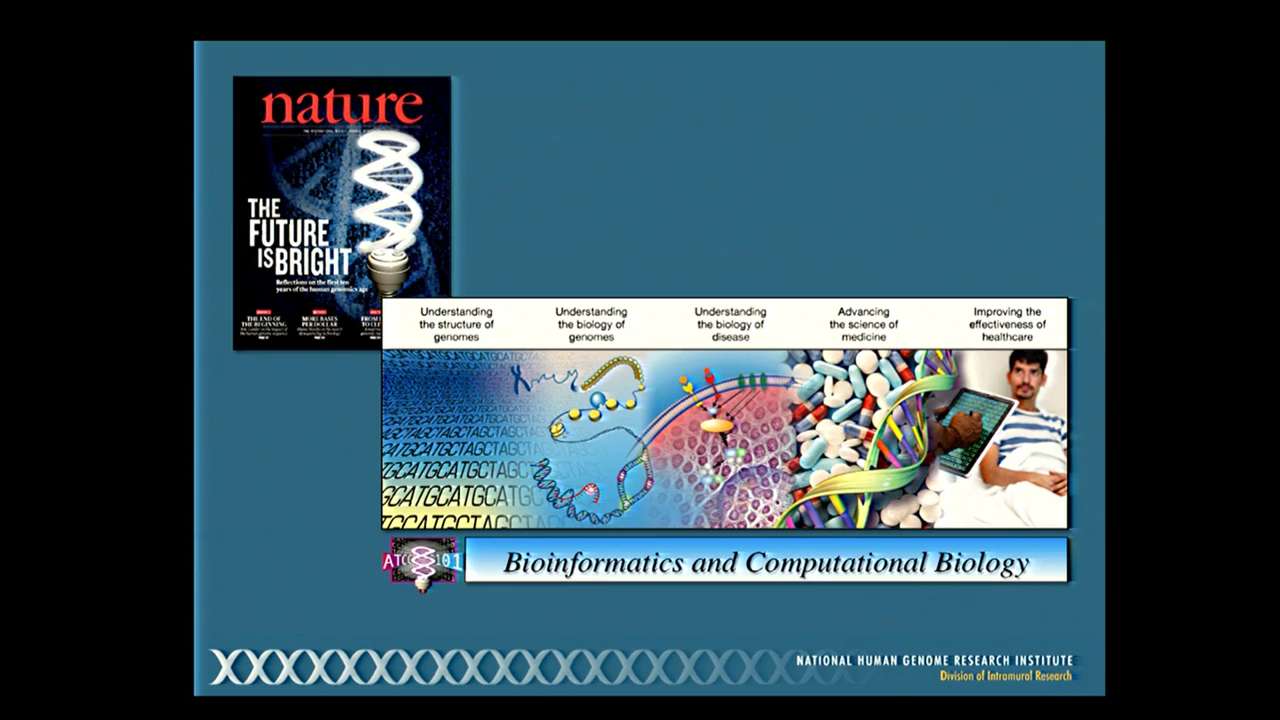 nature
THE
FUTURE
IS BRIGHT
Reflections on the first ten
years of the human genomics age
THE END OF
THE BEGINNING
MORE BASES
PER DOLLAR
Understanding
the structure of
genomes
Understanding
the biology of
genomes
Understanding
the biology of
disease
Advancing
the science of
medicine
Improving the
effectiveness of
healthcare
GCATGCATGCATGC
Bioinformatics and Computational Biology
NATIONAL HUMAN GENOME RESEARCH INSTITUTE
Division of Intramural Research